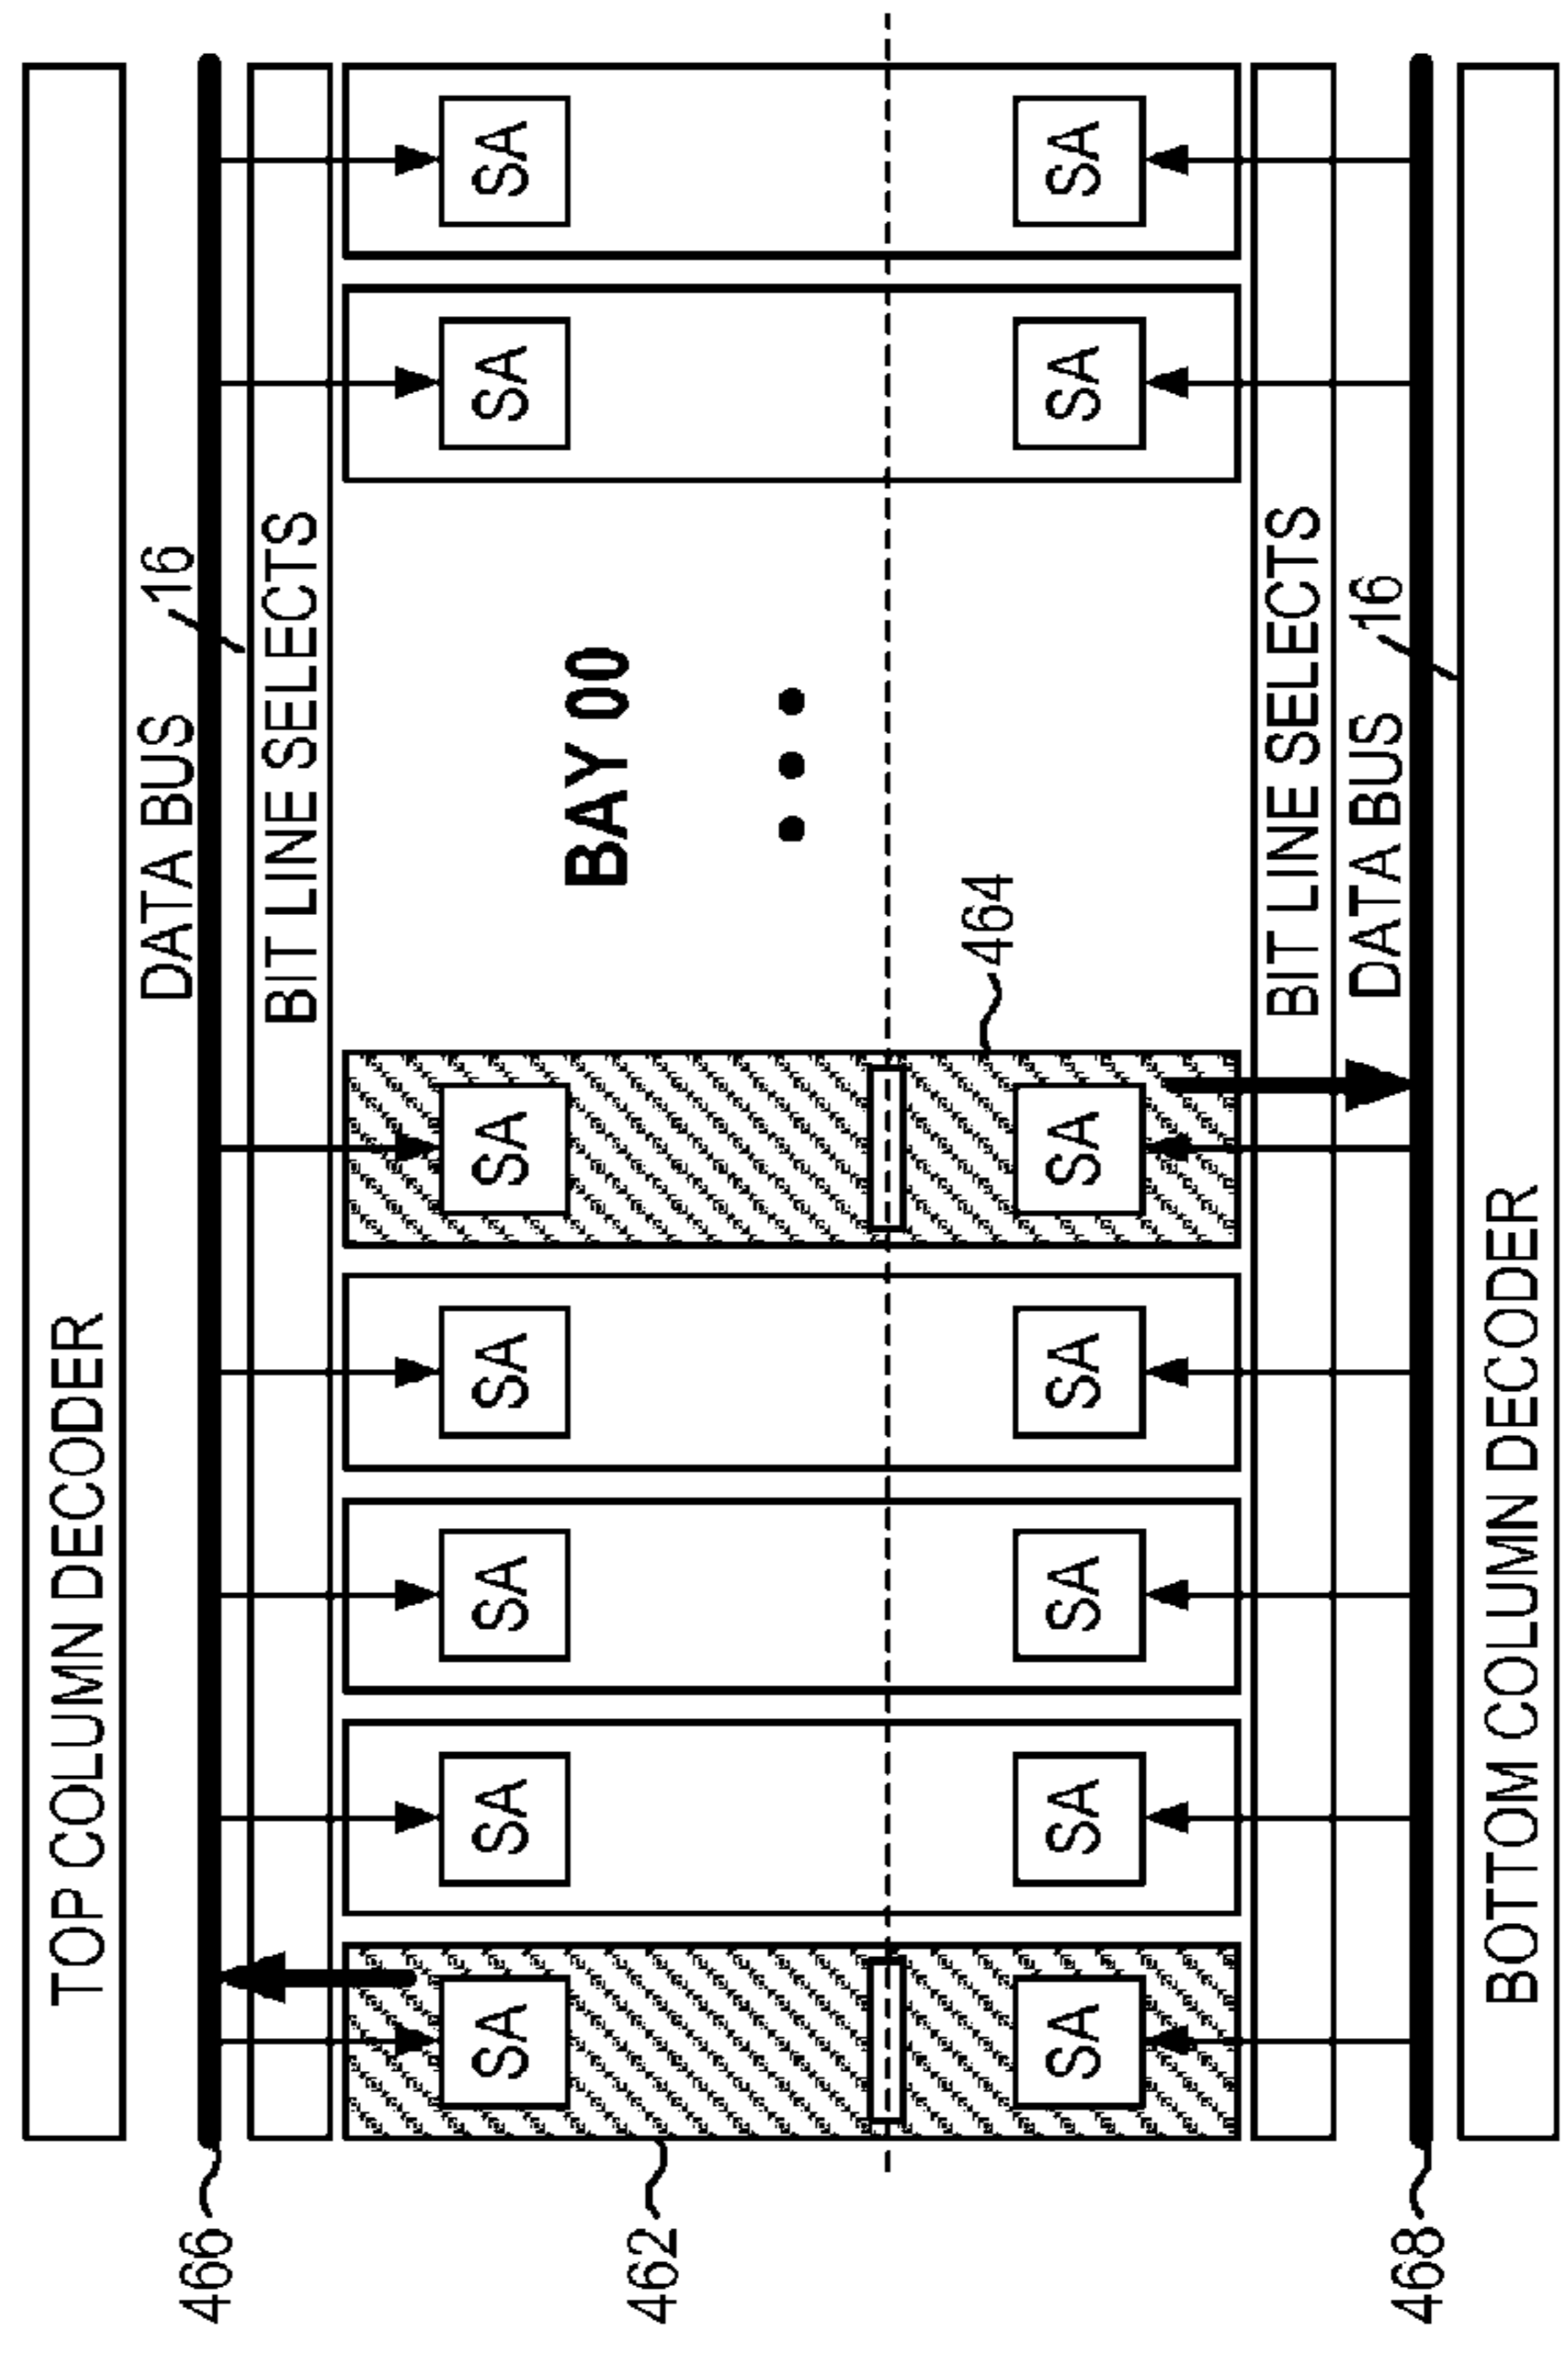 TOP COLUMN DECODER
DATA BUS 16
466
BIT LINE SELECTS
SA SA SA SA SA SA SA
BAY 00
462
464
SA SA SA SA SA SA SA
BIT LINE SELECTS
DATA BUS 16
468
BOTTOM COLUMN DECODER